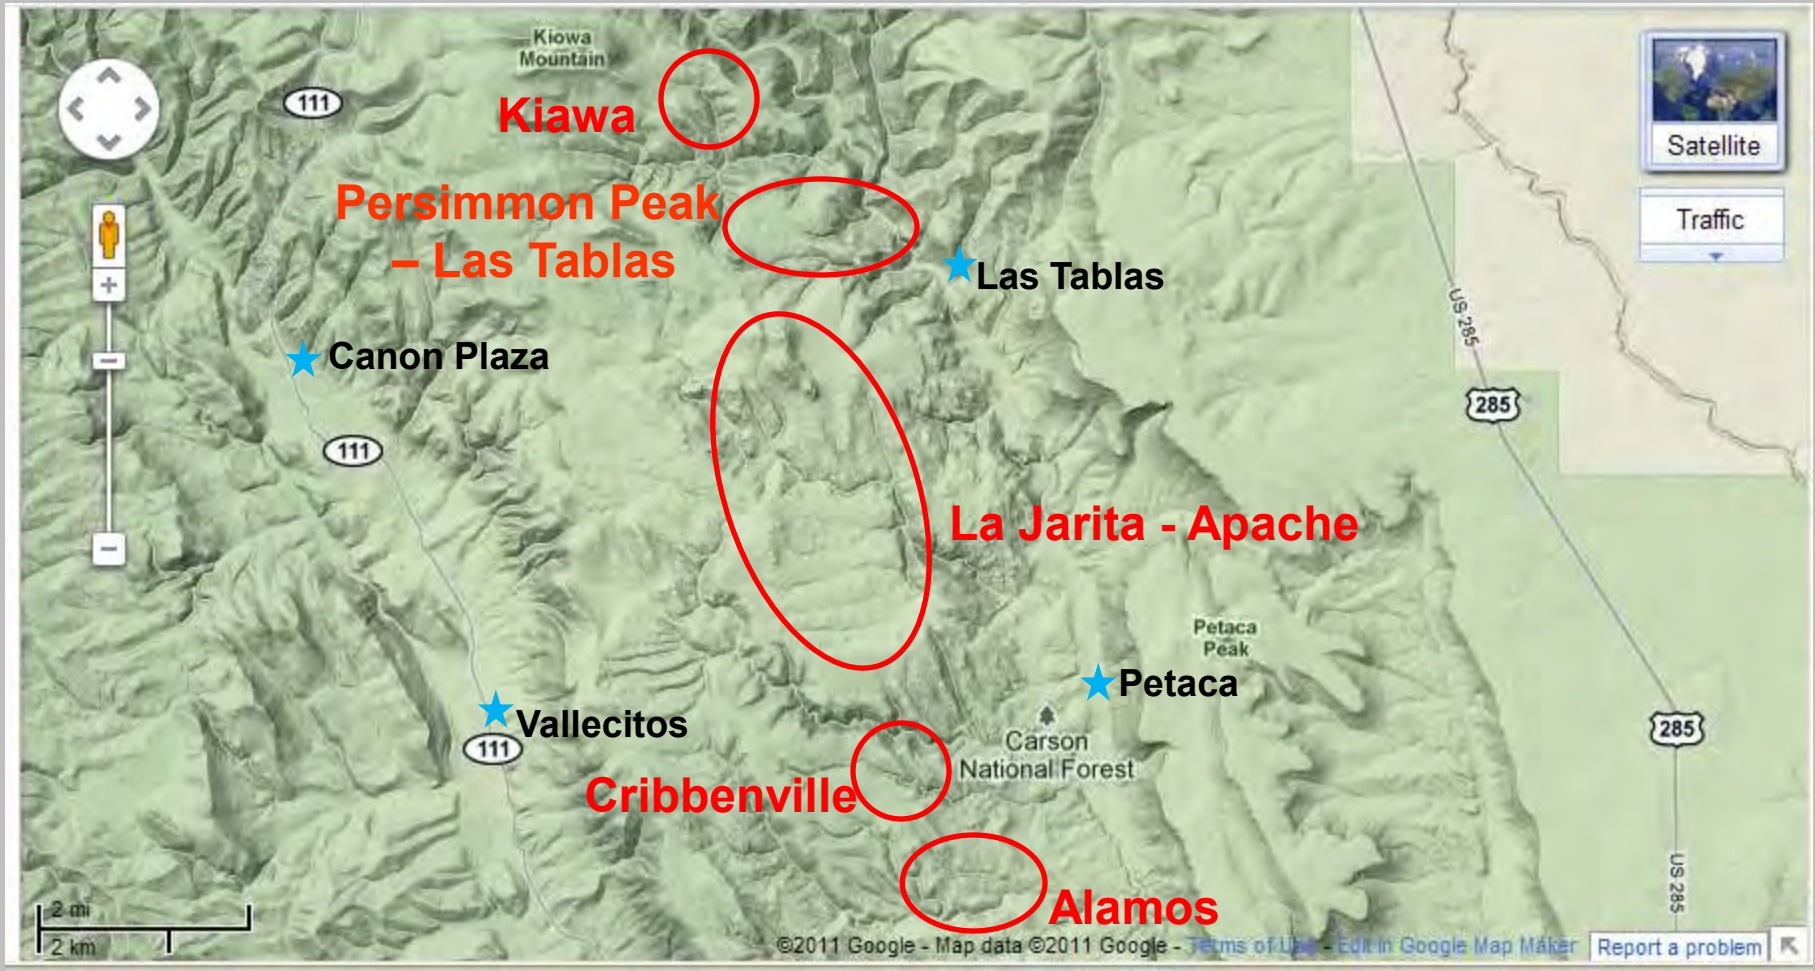 Kiowa
Mountain
111
Kiawa
Satellite
Persimmon Peak
– Las Tablas
Traffic
Las Tablas
US 285
Canon Plaza
285
111
La Jarita - Apache
Petaca
Peak
Petaca
Vallecitos
111
285
Carson
National Forest
Cribbenville
US 285
Alamos
2 mi
2 km
©2011 Google - Map data ©2011 Google - Terms of Use - Edit in Google Map Maker
Report a problem